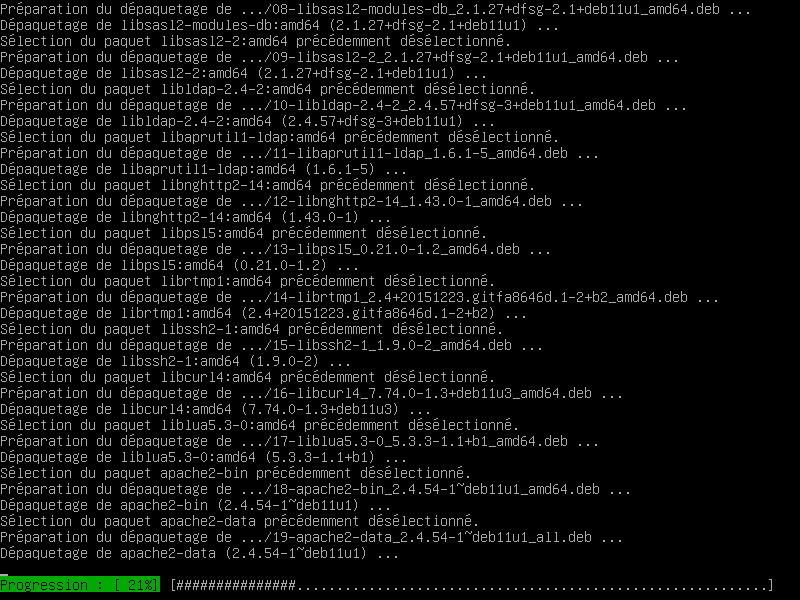 Préparation du dépaquetage de .../08-libsasl2-modules-db_2.1.27+dfsg-2.1+deb11u1_amd64.deb ...
Dépaquetage de libsasl2-modules-db:amd64 (2.1.27+dfsg-2.1+deb11u1) ...
Sélection du paquet libsasl2-2:amd64 précédemment désélectionné.
Préparation du dépaquetage de .../09-libsasl2-2_2.1.27+dfsg-2.1+deb11u1_amd64.deb ...
Dépaquetage de libsasl2-2:amd64 (2.1.27+dfsg-2.1+deb11u1) ...
Sélection du paquet libldap-2.4-2:amd64 précédemment désélectionné.
Préparation du dépaquetage de .../10-libldap-2.4-2_2.4.57+dfsg-3+deb11u1_amd64.deb ...
Dépaquetage de libldap-2.4-2:amd64 (2.4.57+dfsg-3+deb11u1) ...
Sélection du paquet libaprutil1-ldap:amd64 précédemment désélectionné.
Préparation du dépaquetage de .../11-libaprutil1-ldap_1.6.1-5_amd64.deb ...
Dépaquetage de libaprutil1-ldap:amd64 (1.6.1-5) ...
Sélection du paquet libnghttp2-14:amd64 précédemment désélectionné.
Préparation du dépaquetage de .../12-libnghttp2-14_1.43.0-1_amd64.deb ...
Dépaquetage de libnghttp2-14:amd64 (1.43.0-1) ...
Sélection du paquet libpsl5:amd64 précédemment désélectionné.
Préparation du dépaquetage de .../13-libpsl5_0.21.0-1.2_amd64.deb ...
Dépaquetage de libpsl5:amd64 (0.21.0-1.2) ...
Sélection du paquet librtmp1:amd64 précédemment désélectionné.
Préparation du dépaquetage de .../14-librtmp1_2.4+20151223.gitfa8646d.1-2+b2_amd64.deb ...
Dépaquetage de librtmp1:amd64 (2.4+20151223.gitfa8646d.1-2+b2) ...
Sélection du paquet libssh2-1:amd64 précédemment désélectionné.
Préparation du dépaquetage de .../15-libssh2-1_1.9.0-2_amd64.deb ...
Dépaquetage de libssh2-1:amd64 (1.9.0-2) ...
Sélection du paquet libcurl4:amd64 précédemment désélectionné.
Préparation du dépaquetage de .../16-libcurl4_7.74.0-1.3+deb11u3_amd64.deb ...
Dépaquetage de libcurl4:amd64 (7.74.0-1.3+deb11u3) ...
Sélection du paquet liblua5.3-0:amd64 précédemment désélectionné.
Préparation du dépaquetage de .../17-liblua5.3-0_5.3.3-1.1+b1_amd64.deb ...
Dépaquetage de liblua5.3-0:amd64 (5.3.3-1.1+b1) ...
Sélection du paquet apache2-bin précédemment désélectionné.
Préparation du dépaquetage de .../18-apache2-bin_2.4.54-1~deb11u1_amd64.deb ...
Dépaquetage de apache2-bin (2.4.54-1~deb11u1) ...
Sélection du paquet apache2-data précédemment désélectionné.
Préparation du dépaquetage de .../19-apache2-data_2.4.54-1~deb11u1_all.deb ...
Dépaquetage de apache2-data (2.4.54-1~deb11u1) ...
Progression : [ 21%] [###############...........................................................]